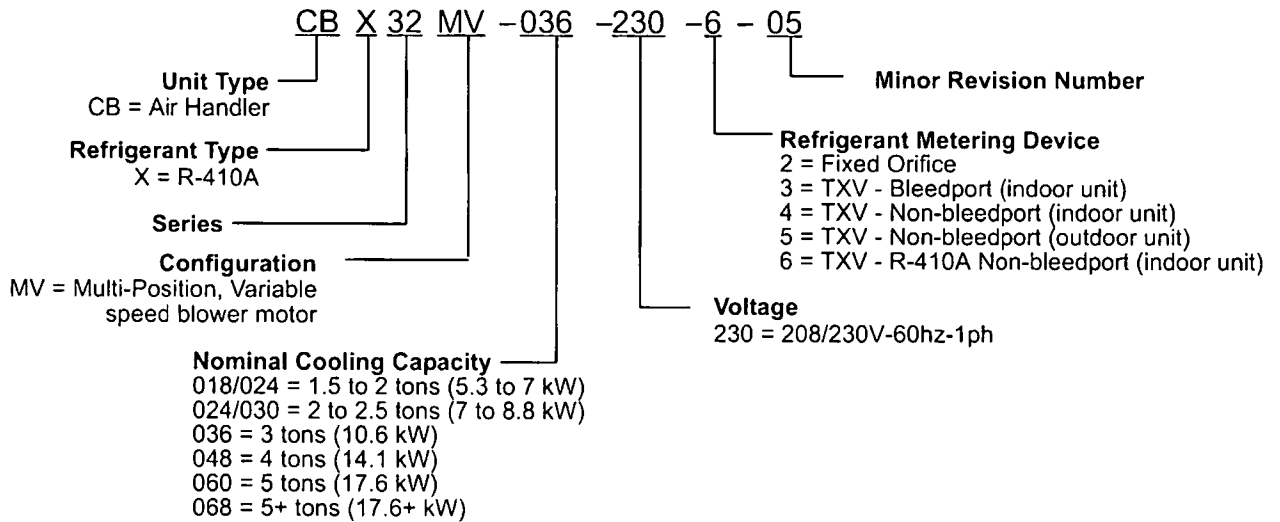 CB X 32 MV -036 -230 -6 - 05
Unit Type
CB = Air Handler
Refrigerant Type
X = R-410A
Series
Configuration
MV = Multi-Position, Variable
speed blower motor
Nominal Cooling Capacity
018/024 = 1.5 to 2 tons (5.3 to 7 kW)
024/030 = 2 to 2.5 tons (7 to 8.8 kW)
036 = 3 tons (10.6 kW)
048 = 4 tons (14.1 kW)
060 = 5 tons (17.6 kW)
068 = 5+ tons (17.6+ kW)
Minor Revision Number
Refrigerant Metering Device
2 = Fixed Orifice
3 = TXV - Bleedport (indoor unit)
4 = TXV - Non-bleedport (indoor unit)
5 = TXV - Non-bleedport (outdoor unit)
6 = TXV - R-410A Non-bleedport (indoor unit)
Voltage
230 = 208/230V-60hz-1ph